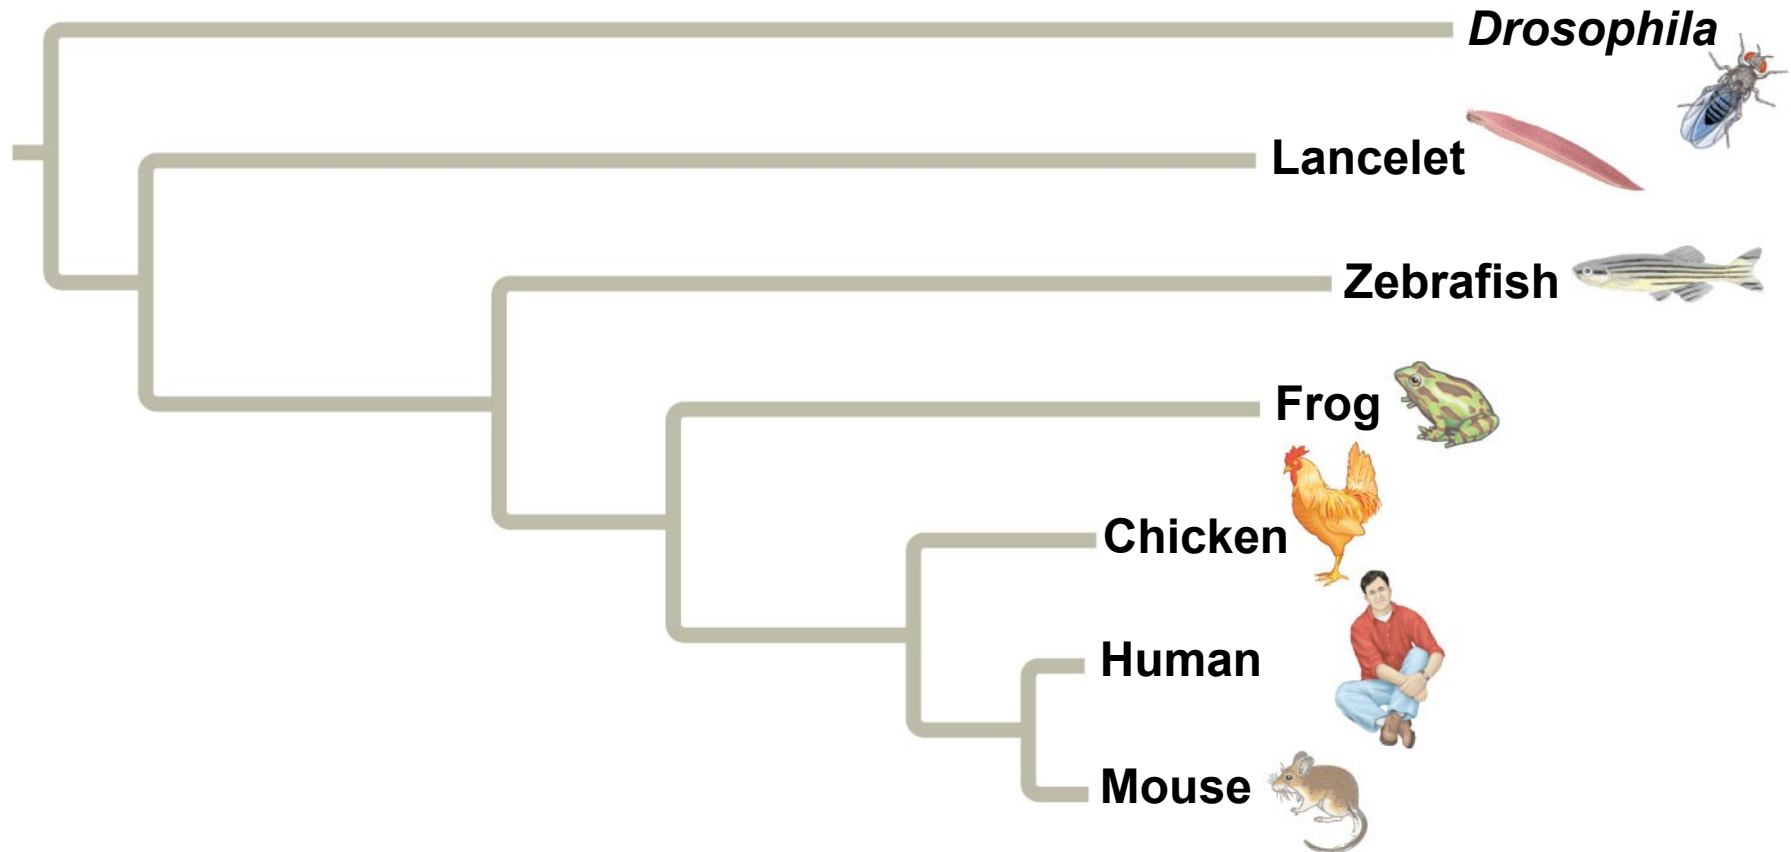 Drosophila
Lancelet
Zebrafish
Frog
Chicken
Human
Mouse